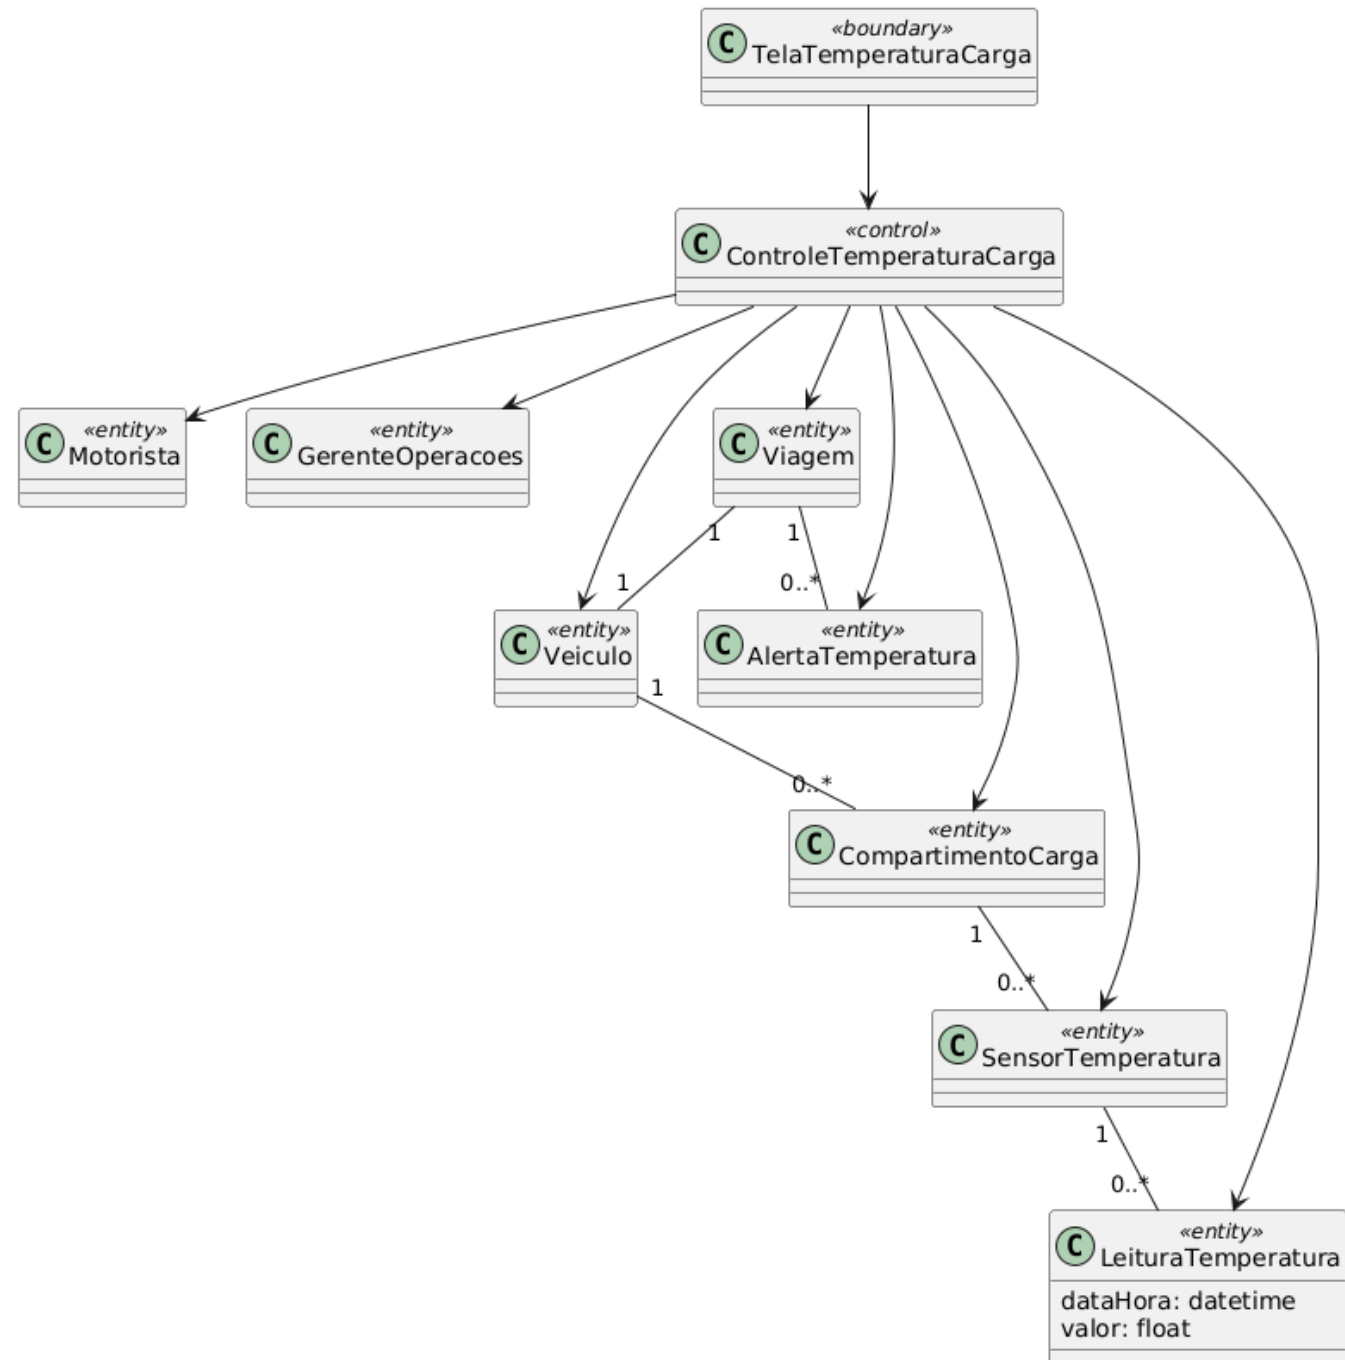 C
«boundary»
TelaTemperaturaCarga
C
«control»
ControleTemperaturaCarga
C
«entity»
Motorista
C
«entity»
GerenteOperacoes
C
«entity»
Viagem
1
1
1
0..*
C
«entity»
Veiculo
C
«entity»
AlertaTemperatura
1
0..*
C
«entity»
CompartimentoCarga
1
0..*
C
«entity»
SensorTemperatura
1
0..*
C
«entity»
LeituraTemperatura
dataHora: datetime
valor: float